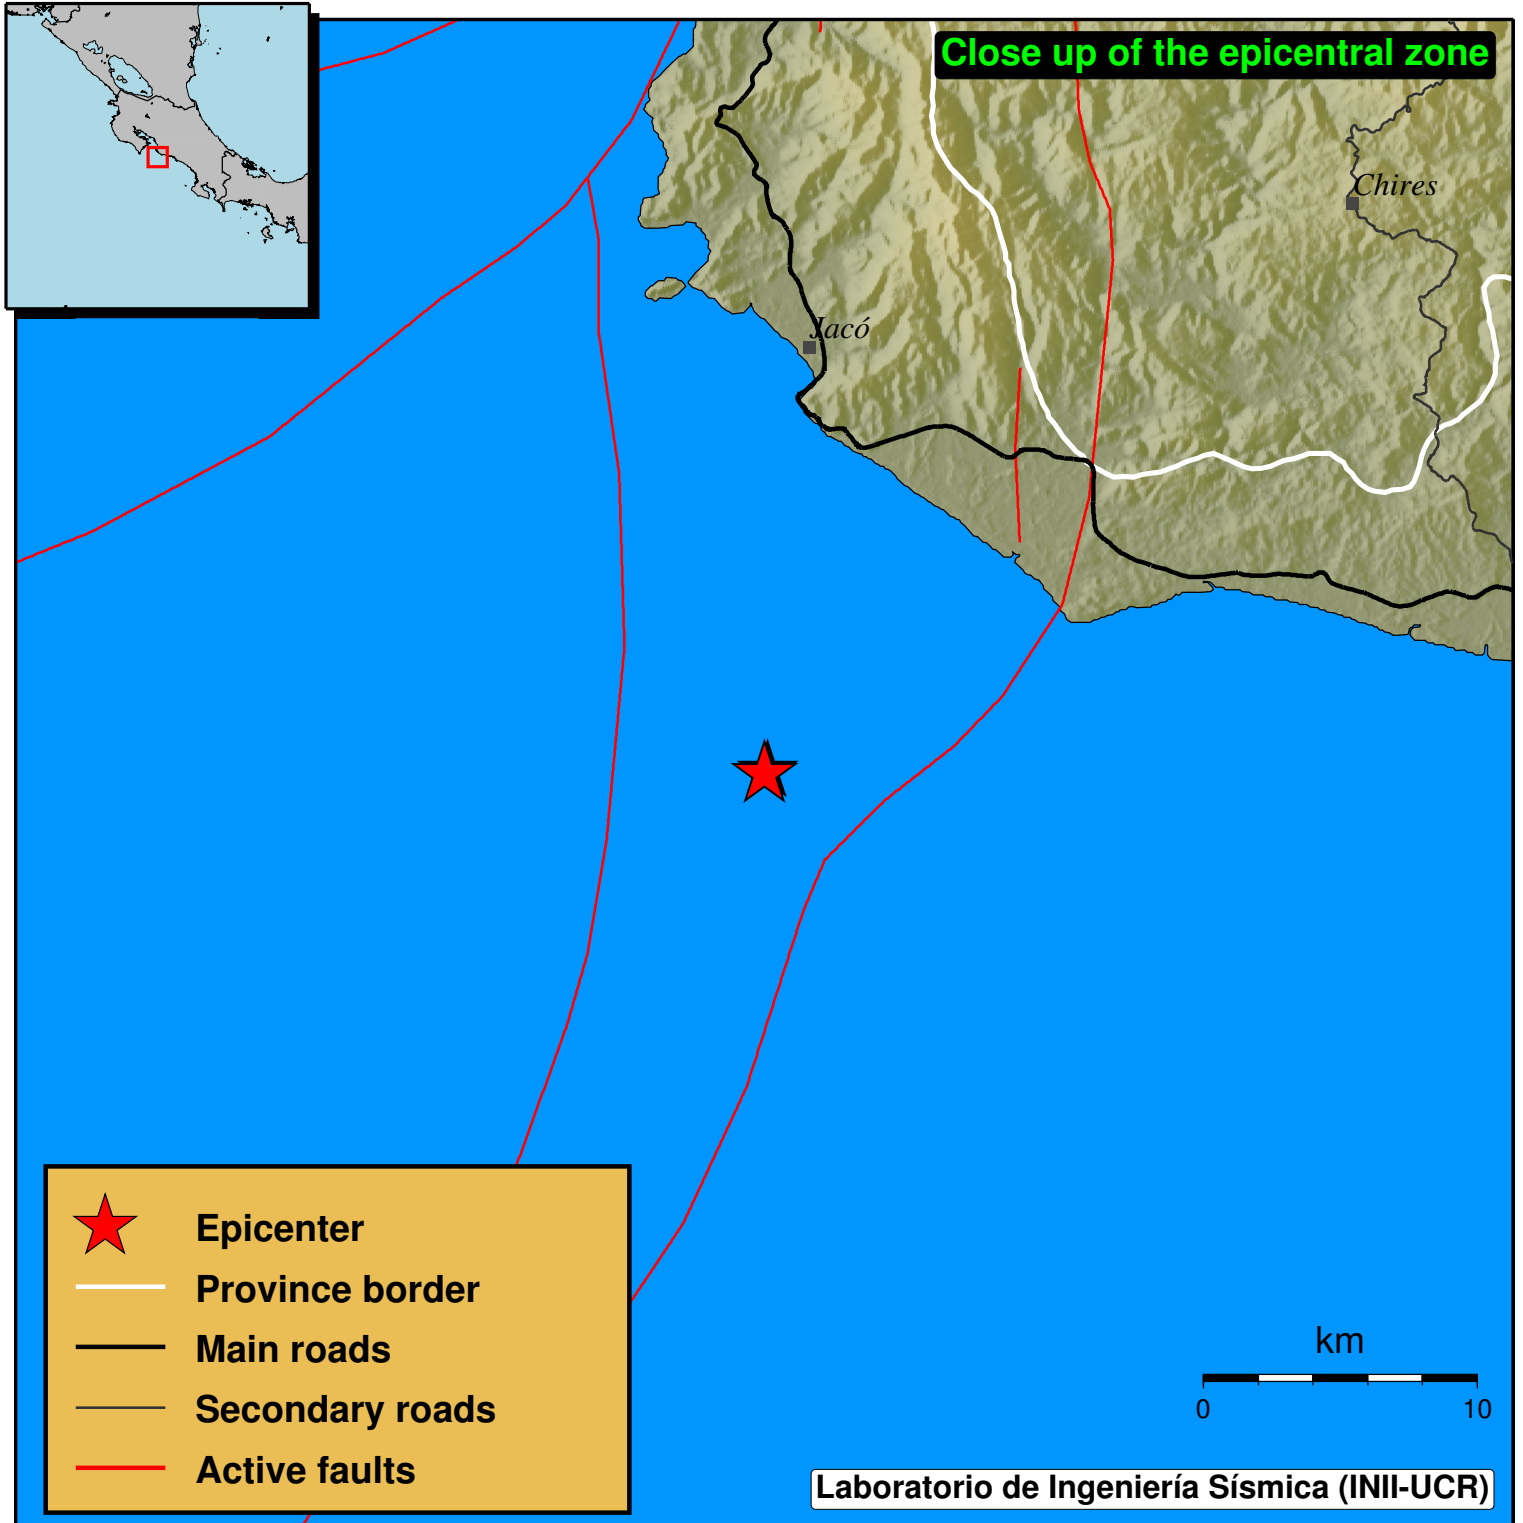 Close up of the epicentral zone
Chires
Jacó
Epicenter
Province border
Main roads
Secondary roads
Active faults
km
0 10
Laboratorio de Ingeniería Sísmica (INII-UCR)